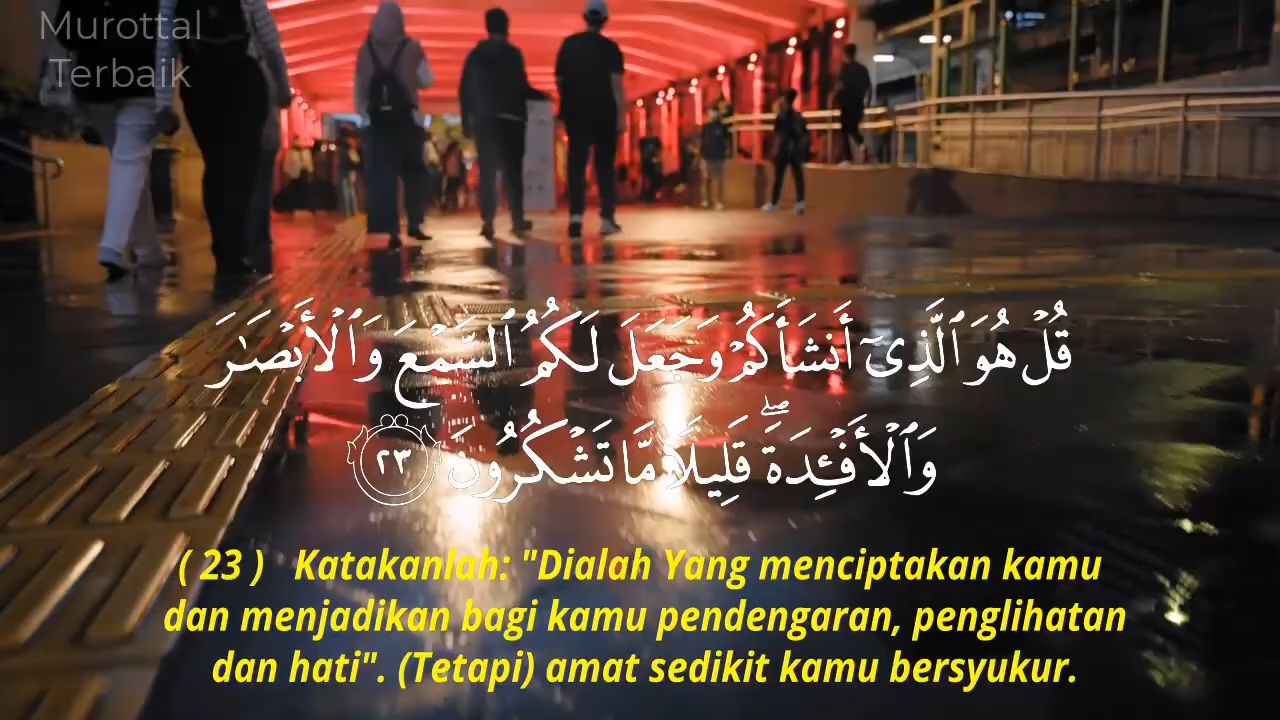 Murottal
Terbaik
قُلْ هُوَ ٱلَّذِىٓ أَنشَأَكُمْ وَجَعَلَ لَكُمُ ٱلسَّمْعَ وَٱلْأَبْصَٰرَ
وَٱلْأَفْـِٔدَةَ ۖ قَلِيلًا مَّا تَشْكُرُونَ ٢٣
( 23 ) Katakanlah: "Dialah Yang menciptakan kamu
dan menjadikan bagi kamu pendengaran, penglihatan
dan hati". (Tetapi) amat sedikit kamu bersyukur.